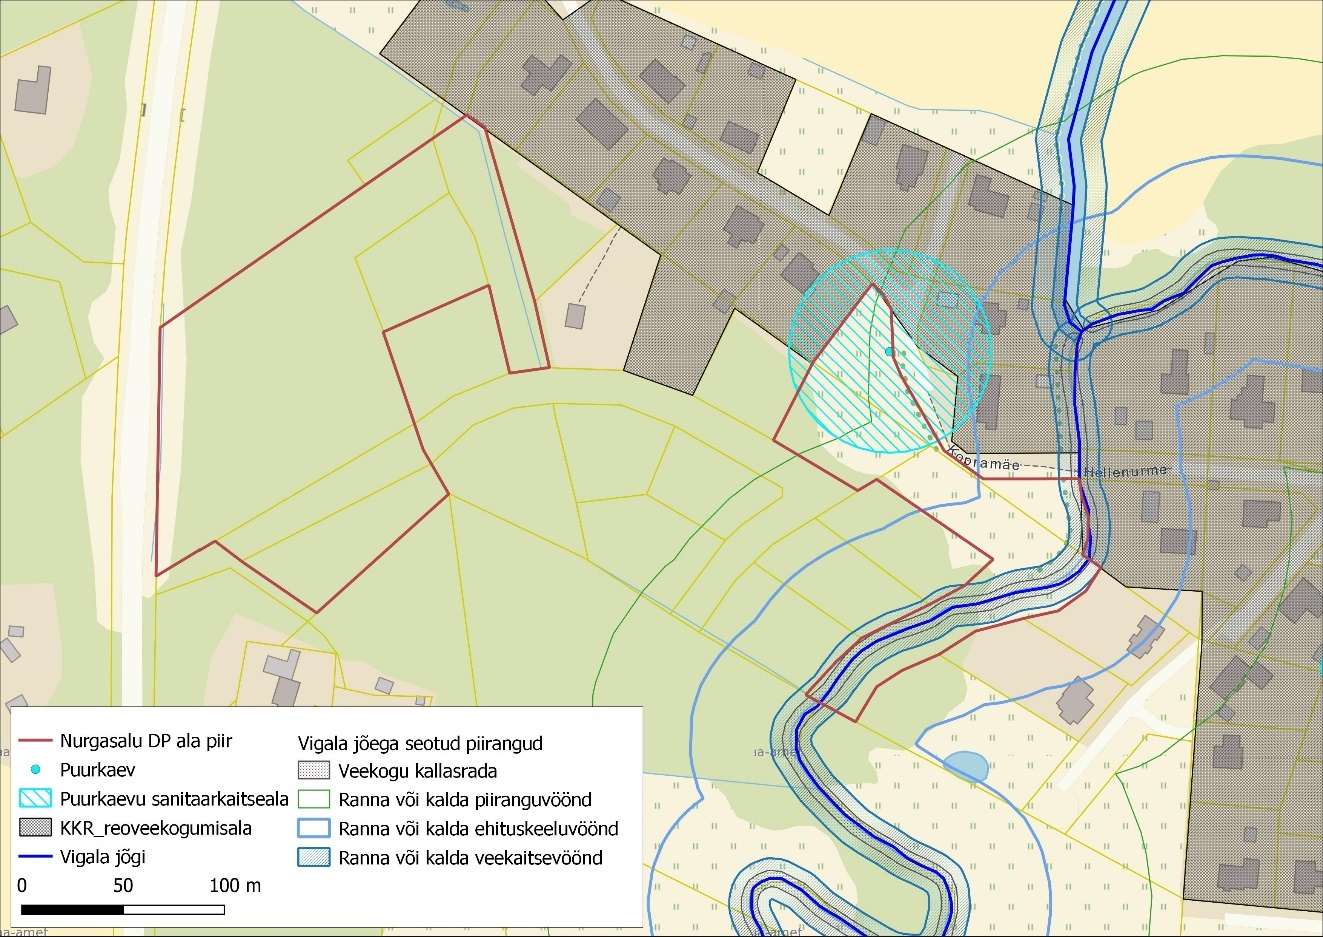 Kopramäe
Hellenurme
Nurgasalu DP ala piir
Puurkaev
Puurkaevu sanitaarkaitseala
KKR_reoveekogumisala
Vigala jõgi
0 50 100 m
Vigala jõega seotud piirangud
Veekogu kallasrada
Ranna või kalda piiranguvöönd
Ranna või kalda ehituskeeluvöönd
Ranna või kalda veekaitsevöönd